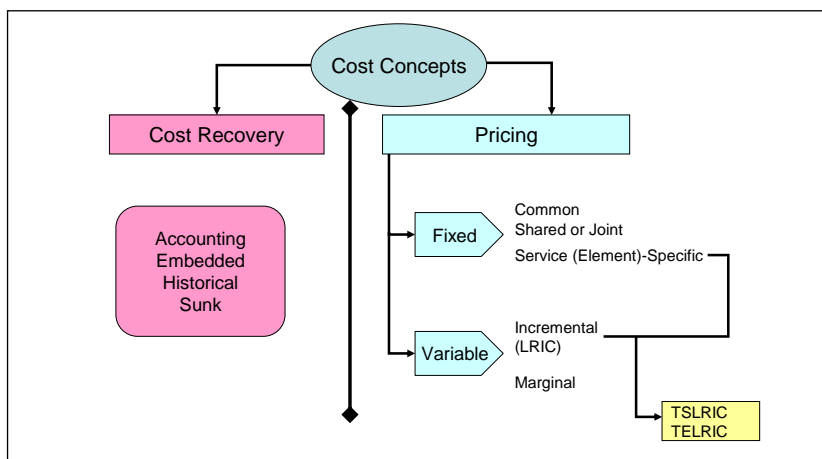 Cost Concepts
Cost Recovery
Pricing
Accounting
Embedded
Historical
Sunk
Fixed
Common
Shared or Joint
Service (Element)-Specific
Variable
Incremental
(LRIC)
Marginal
TSLRIC
TELRIC